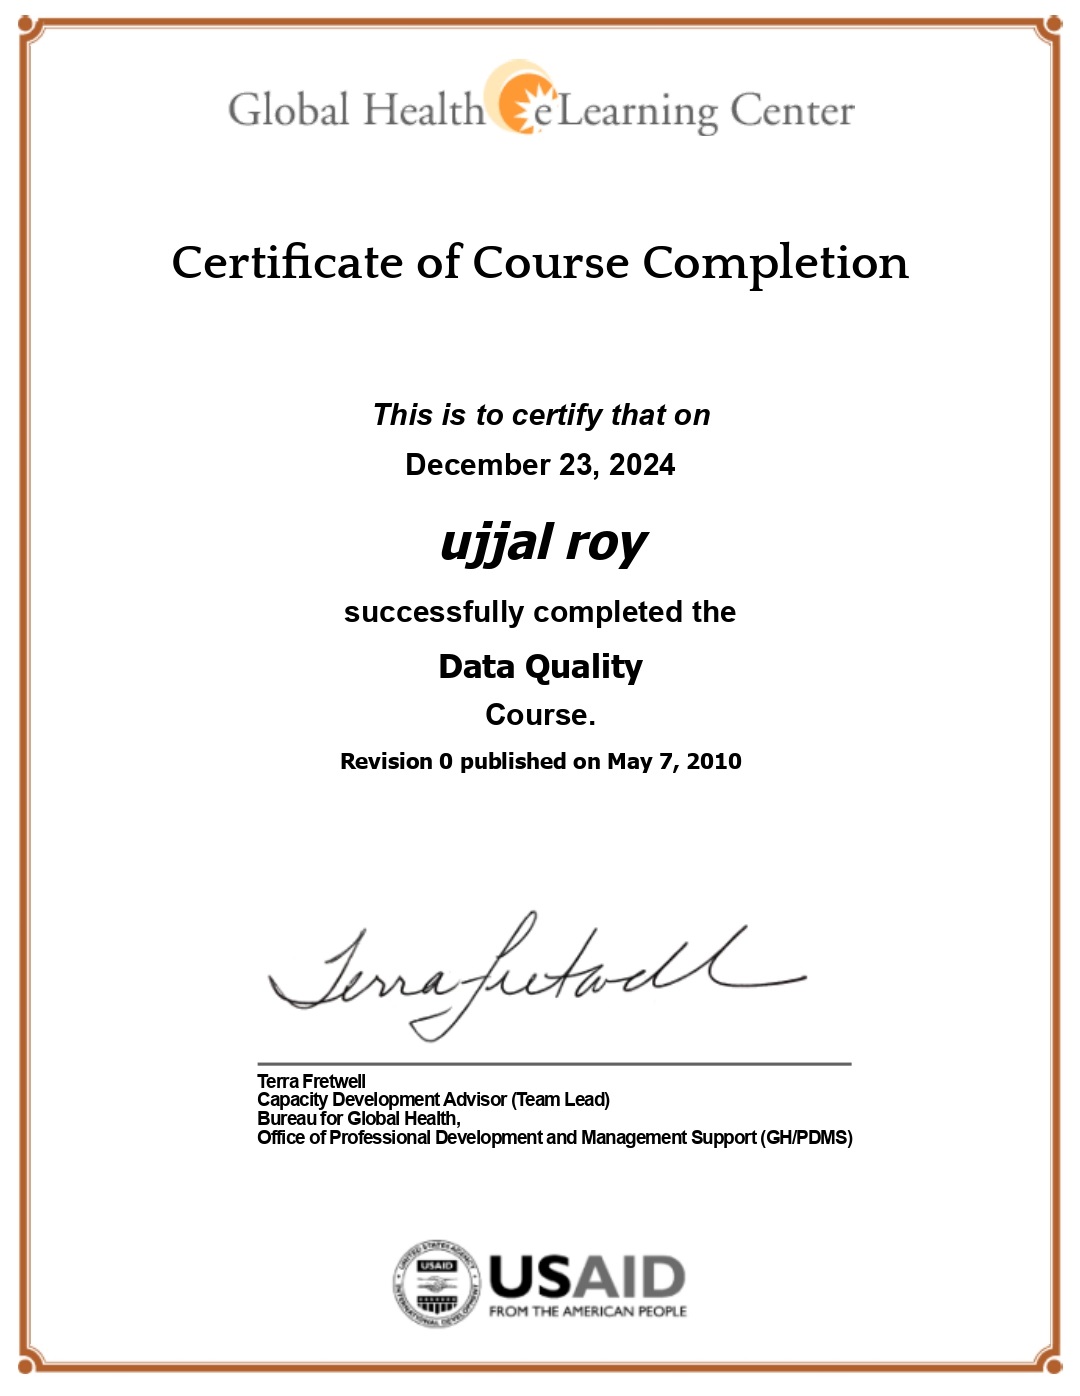 Global Health eLearning Center
Certificate of Course Completion
This is to certify that on
December 23, 2024
ujjal roy
successfully completed the
Data Quality
Course.
Revision 0 published on May 7, 2010
Terra Fretwell
Terra Fretwell
Capacity Development Advisor (Team Lead)
Bureau for Global Health,
Office of Professional Development and Management Support (GH/PDMS)
UNITED STATES AGENCY
USAID
INTERNATIONAL DEVELOPMENT
USAID
FROM THE AMERICAN PEOPLE